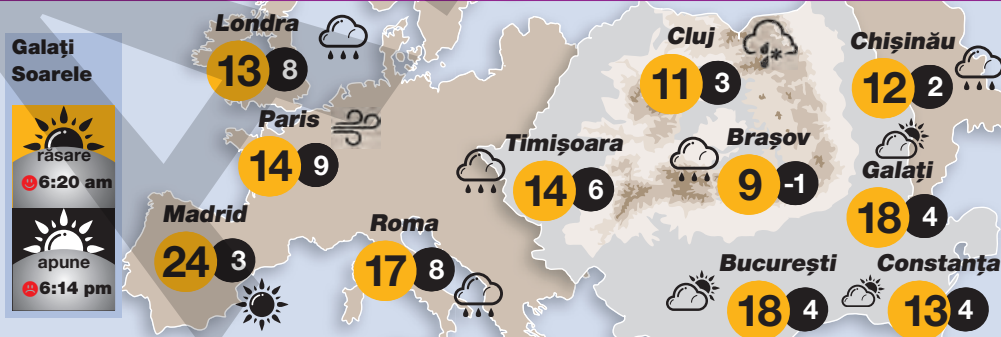 Galați
Soarele
răsare
6:20 am
apune
6:14 pm
Londra
13 8
Paris
14 9
Madrid
24 3
Roma
17 8
Timișoara
14 6
Cluj
11 3
Brașov
9 -1
Chișinău
12 2
Galați
18 4
București
18 4
Constanța
13 4